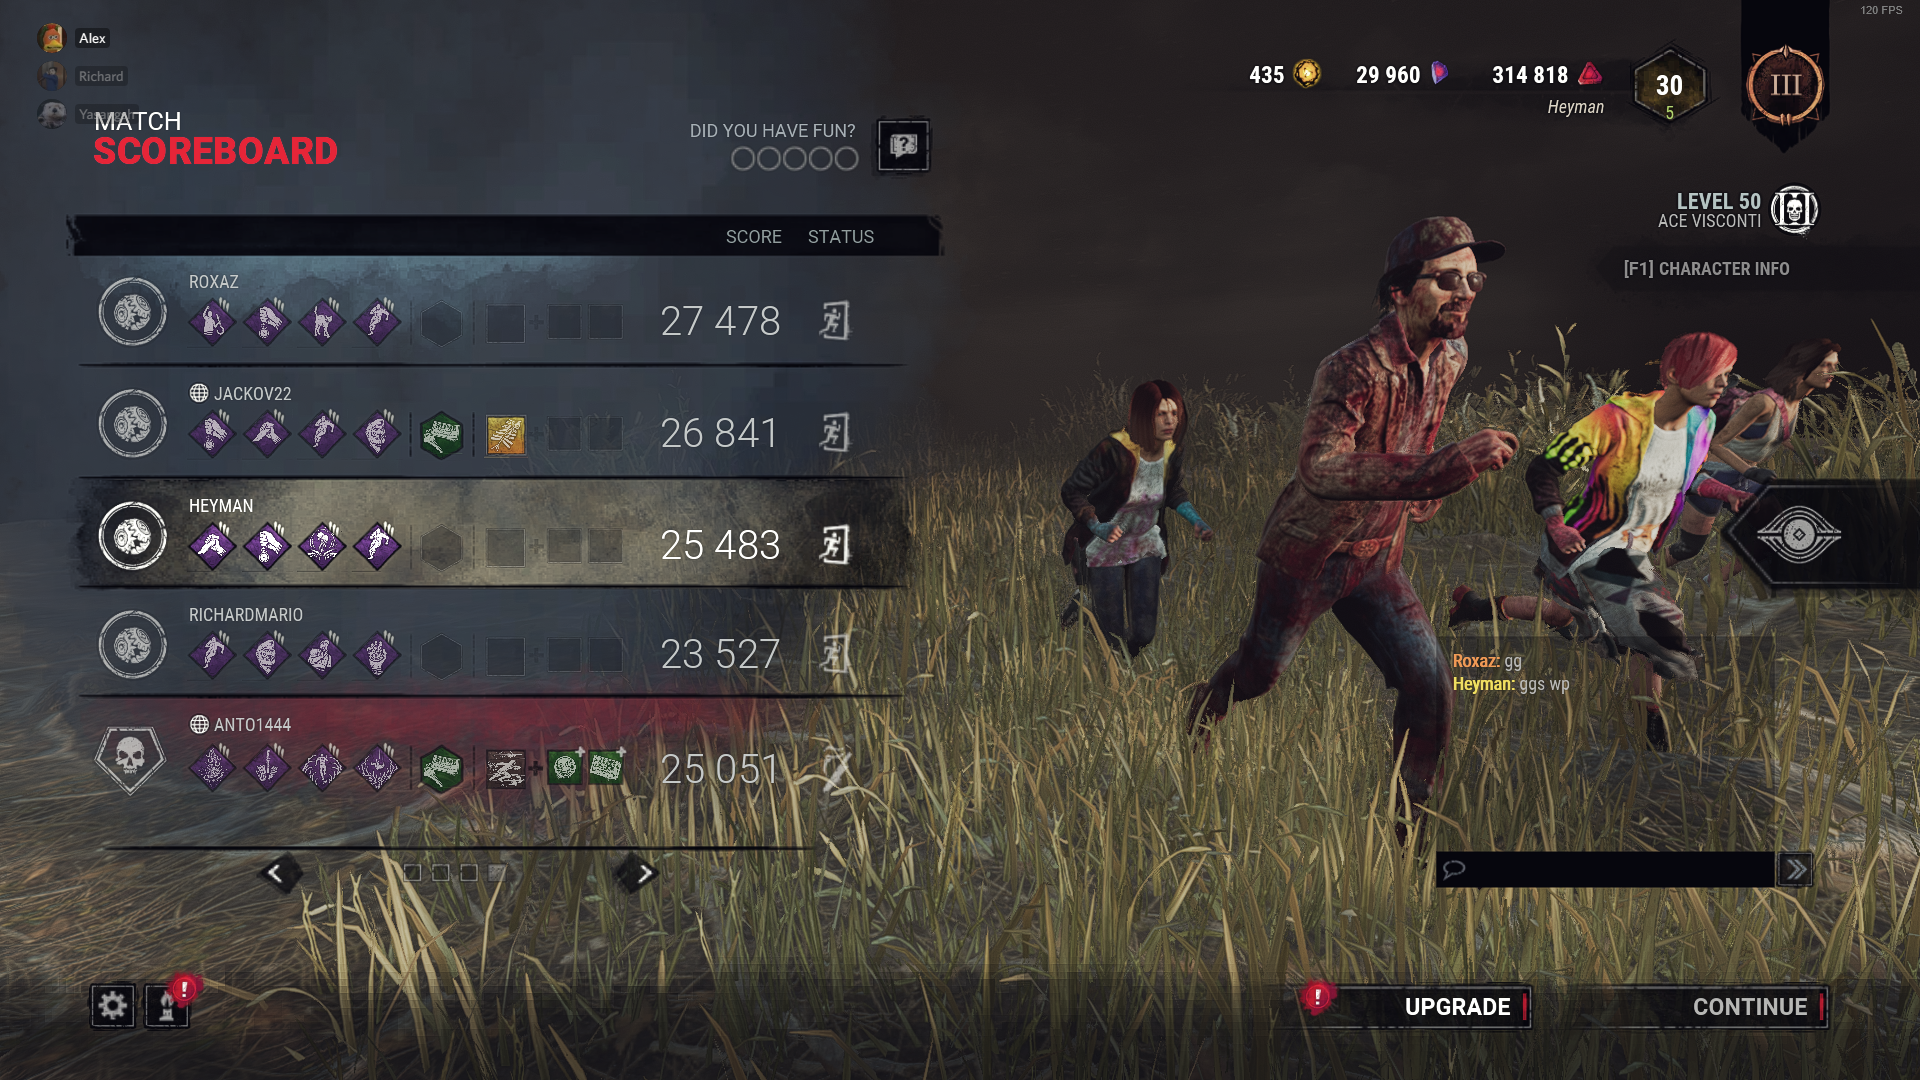 120 FPS
Alex
Richard
435
29 960
314 818
30
5
III
Heyman
MATCH
SCOREBOARD
DID YOU HAVE FUN?
LEVEL 50
ACE VISCONTI
[F1] CHARACTER INFO
SCORE STATUS
ROXAZ
27 478
JACKOV22
26 841
HEYMAN
25 483
RICHARDMARIO
23 527
ANTO1444
25 051
Roxaz: gg
Heyman: ggs wp
UPGRADE
CONTINUE